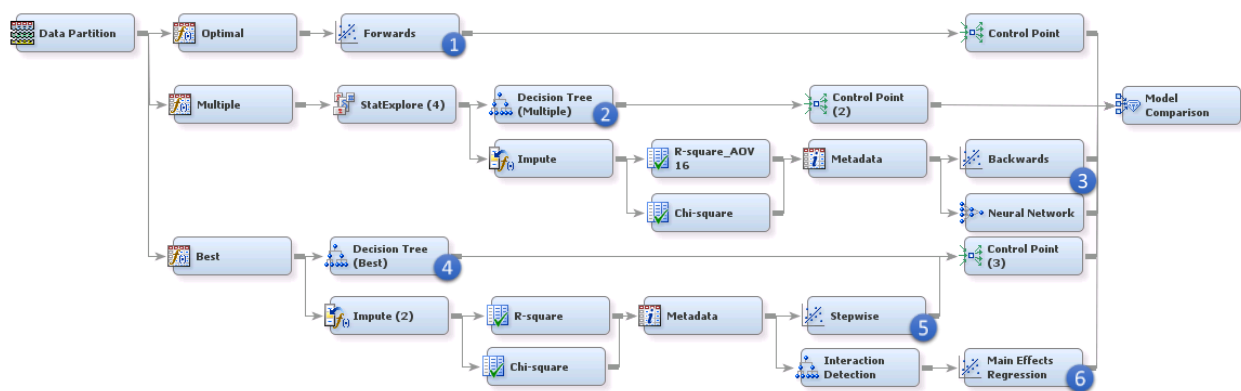 Data Partition
Optimal
Forwards
1
Control Point
Multiple
StatExplore (4)
Decision Tree
(Multiple)
2
Control Point
(2)
Model
Comparison
Impute
R-square_AOV
16
Metadata
Backwards
3
Chi-square
Neural Network
Best
Decision Tree
(Best)
4
Control Point
(3)
Impute (2)
R-square
Metadata
Stepwise
5
Chi-square
Interaction
Detection
Main Effects
Regression
6